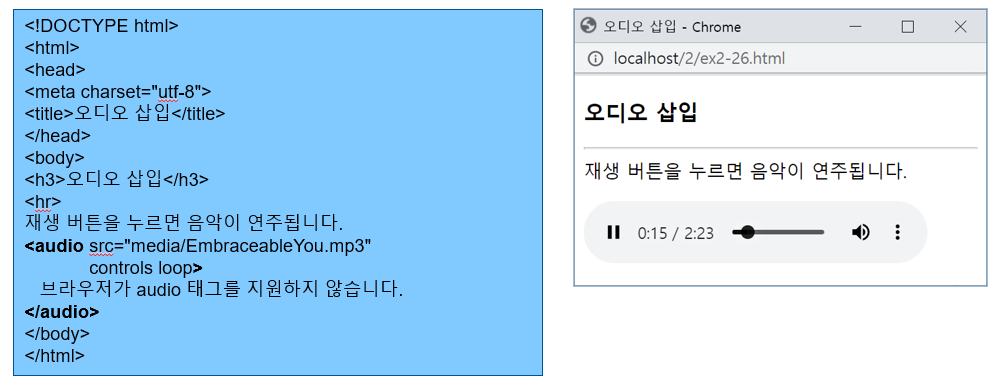 <!DOCTYPE html>
<html>
<head>
<meta charset="utf-8">
<title>오디오 삽입</title>
</head>
<body>
<h3>오디오 삽입</h3>
<hr>
재생 버튼을 누르면 음악이 연주됩니다.
<audio src="media/EmbraceableYou.mp3"
controls loop>
브라우저가 audio 태그를 지원하지 않습니다.
</audio>
</body>
</html>
오디오 삽입 - Chrome
localhost/2/ex2-26.html
오디오 삽입
재생 버튼을 누르면 음악이 연주됩니다.
0:15 / 2:23